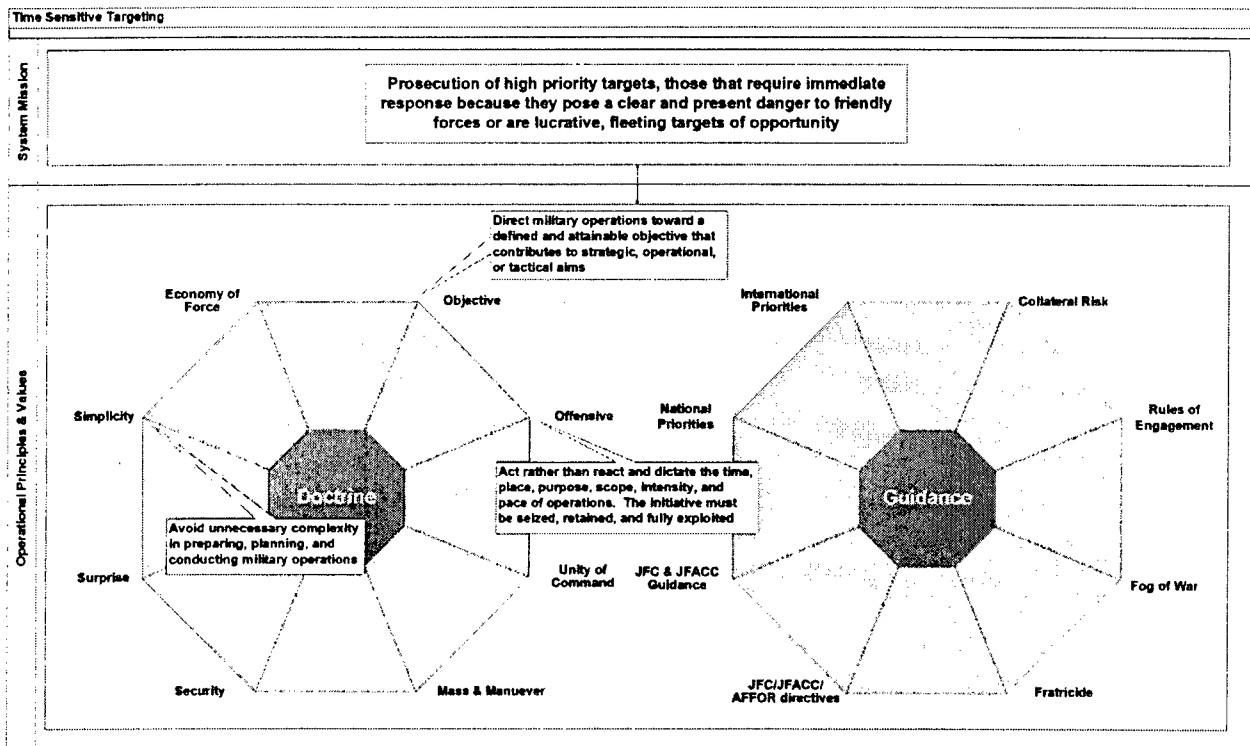 Time Sensitive Targeting
System Mission
Prosecution of high priority targets, those that require immediate
response because they pose a clear and present danger to friendly
forces or are lucrative, fleeting targets of opportunity
Operational Principles & Values
Direct military operations toward a
defined and attainable objective that
contributes to strategic, operational,
or tactical aims
Economy of
Force
Objective
Simplicity
Offensive
Doctrine
Act rather than react and dictate the time,
place, purpose, scope, intensity, and
pace of operations. The initiative must
be seized, retained, and fully exploited
Avoid unnecessary complexity
in preparing, planning, and
conducting military operations
Surprise
Unity of
Command
Security
Mass & Manuever
International
Priorities
Collateral Risk
National
Priorities
Rules of
Engagement
Guidance
JFC & JFACC
Guidance
Fog of War
JFC/JFACC/
AFFOR directives
Fratricide